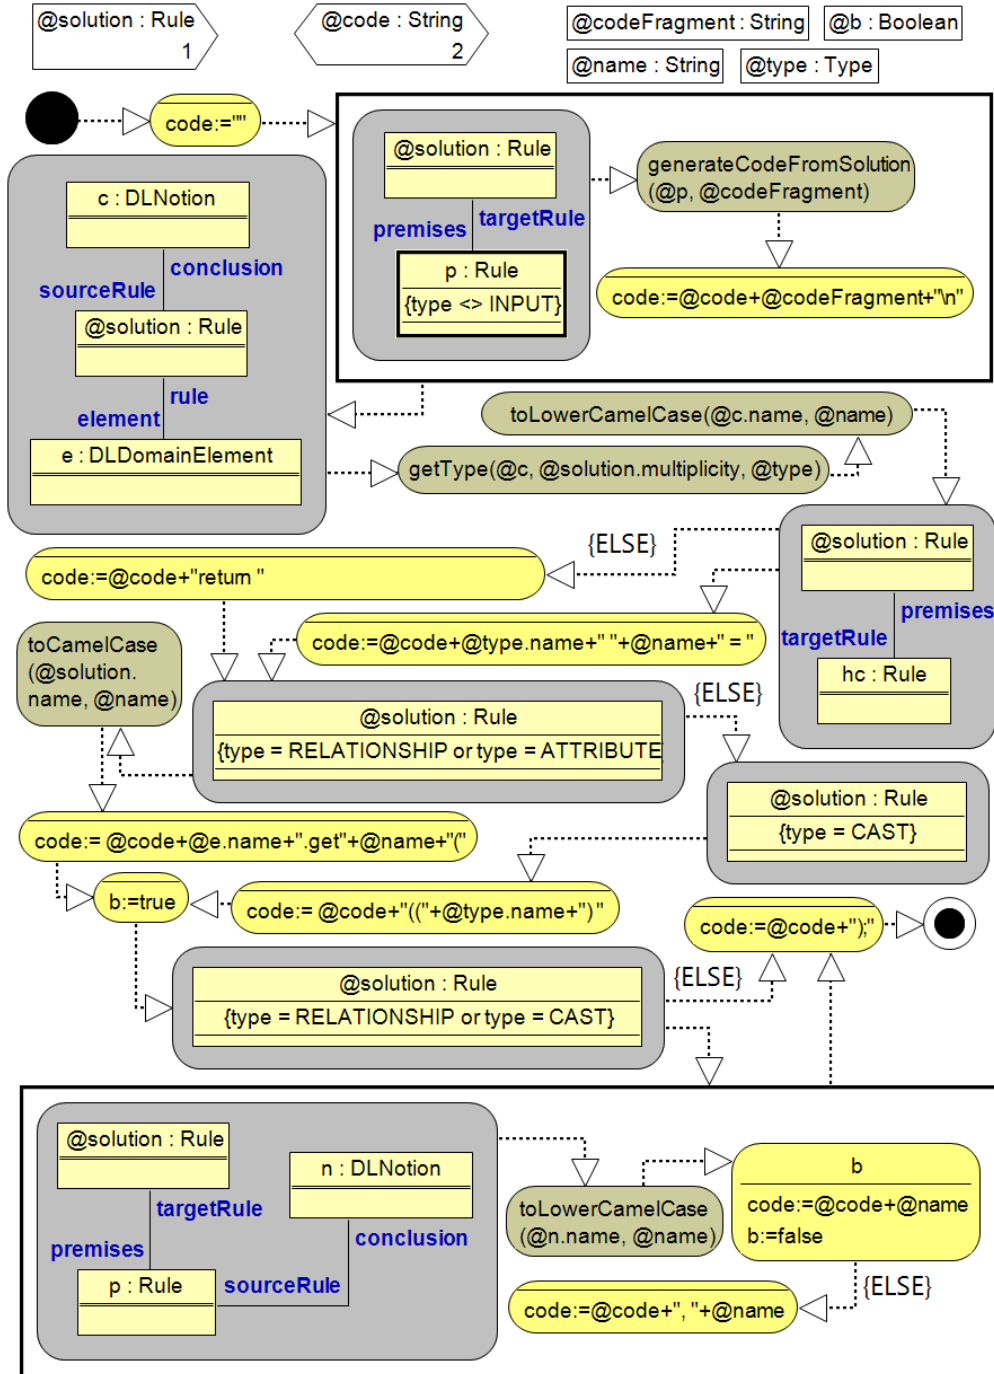 @solution : Rule
1
@code : String
2
@codeFragment : String
@b : Boolean
@name : String
@type : Type
code:=""
@solution : Rule
premises
targetRule
p : Rule
{type <> INPUT}
generateCodeFromSolution
(@p, @codeFragment)
code:=@code+@codeFragment+"\n"
c : DLNotion
conclusion
sourceRule
@solution : Rule
rule
element
e : DLDomainElement
toLowerCamelCase(@c.name, @name)
getType(@c, @solution.multiplicity, @type)
{ELSE}
@solution : Rule
premises
targetRule
hc : Rule
code:=@code+"return "
code:=@code+@type.name+" "+@name+" = "
toCamelCase
(@solution.
name, @name)
{ELSE}
@solution : Rule
{type = RELATIONSHIP or type = ATTRIBUTE
@solution : Rule
{type = CAST}
code:= @code+@e.name+".get"+@name+"("
b:=true
code:= @code+"(("+@type.name+") "
code:=@code+");"
@solution : Rule
{type = RELATIONSHIP or type = CAST}
{ELSE}
@solution : Rule
targetRule
premises
p : Rule
sourceRule
n : DLNotion
conclusion
toLowerCamelCase
(@n.name, @name)
b
code:=@code+@name
b:=false
{ELSE}
code:=@code+", "+@name